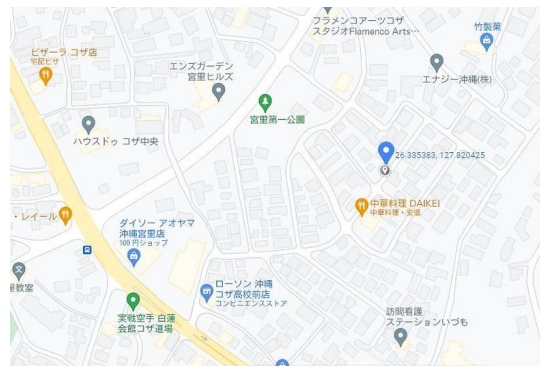 フラメンコアーツコザ
スタジオFlamenco Arts…
竹製菓
ピザーラ コザ店
宅配ピザ
エンズガーデン
宮里ヒルズ
エナジー沖縄(株)
宮里第一公園
ハウスドゥ コザ中央
26.335383, 127.820425
中華料理 DAIKEI
中華料理・安価
・レイール
ダイソー アオヤマ
沖縄宮里店
100 円ショップ
ローソン 沖縄
コザ高校前店
コンビニエンスストア
教室
実戦空手 白蓮
会館コザ道場
訪問看護
ステーションいづも